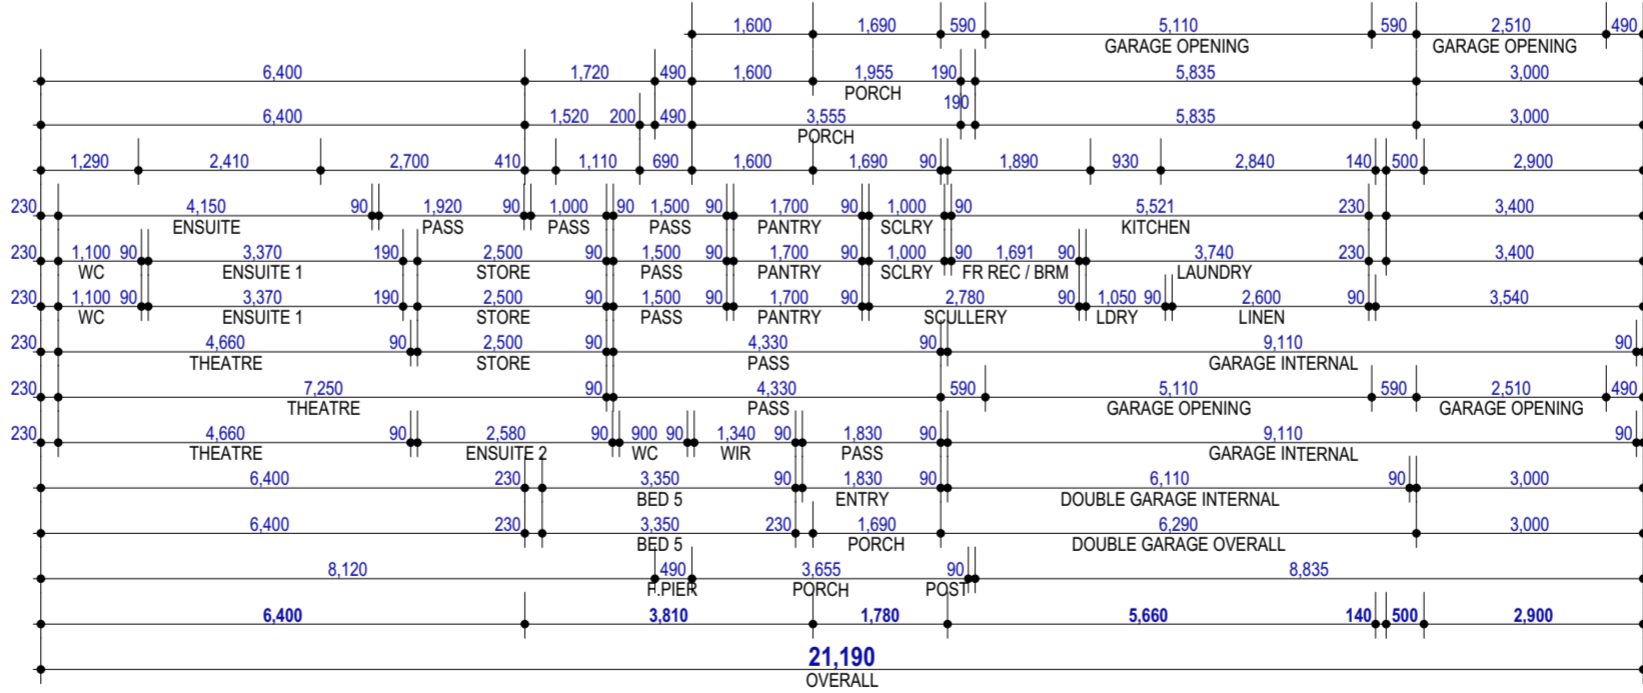 1,600 1,690 590 5,110 590 2,510 490
GARAGE OPENING GARAGE OPENING
6,400 1,720 490 1,600 1,955 190 5,835 3,000
PORCH
6,400 1,520 200 490 3,555 190 5,835 3,000
PORCH
1,290 2,410 2,700 410 1,110 690 1,600 1,690 90 1,890 930 2,840 140 500 2,900
230 4,150 90 1,920 90 1,000 90 1,500 90 1,700 90 1,000 90 5,521 230 3,400
ENSUITE PASS PASS PASS PANTRY SCLRY KITCHEN
230 1,100 90 3,370 190 2,500 90 1,500 90 1,700 90 1,000 90 1,691 90 3,740 230 3,400
WC ENSUITE 1 STORE PASS PANTRY SCLRY FR REC / BRM LAUNDRY
230 1,100 90 3,370 190 2,500 90 1,500 90 1,700 90 2,780 90 1,050 90 2,600 90 3,540
WC ENSUITE 1 STORE PASS PANTRY SCULLERY LDRY LINEN
230 4,660 90 2,500 90 4,330 90 9,110 90
THEATRE STORE PASS GARAGE INTERNAL
230 7,250 90 4,330 590 5,110 590 2,510 490
THEATRE PASS GARAGE OPENING GARAGE OPENING
230 4,660 90 2,580 90 900 90 1,340 90 1,830 90 9,110 90
THEATRE ENSUITE 2 WC WIR PASS GARAGE INTERNAL
6,400 230 3,350 90 1,830 90 6,110 90 3,000
BED 5 ENTRY DOUBLE GARAGE INTERNAL
6,400 230 3,350 230 1,690 6,290 3,000
BED 5 PORCH DOUBLE GARAGE OVERALL
8,120 490 3,655 90 8,835
F.PIER PORCH POST
6,400 3,810 1,780 5,660 140 500 2,900
21,190
OVERALL